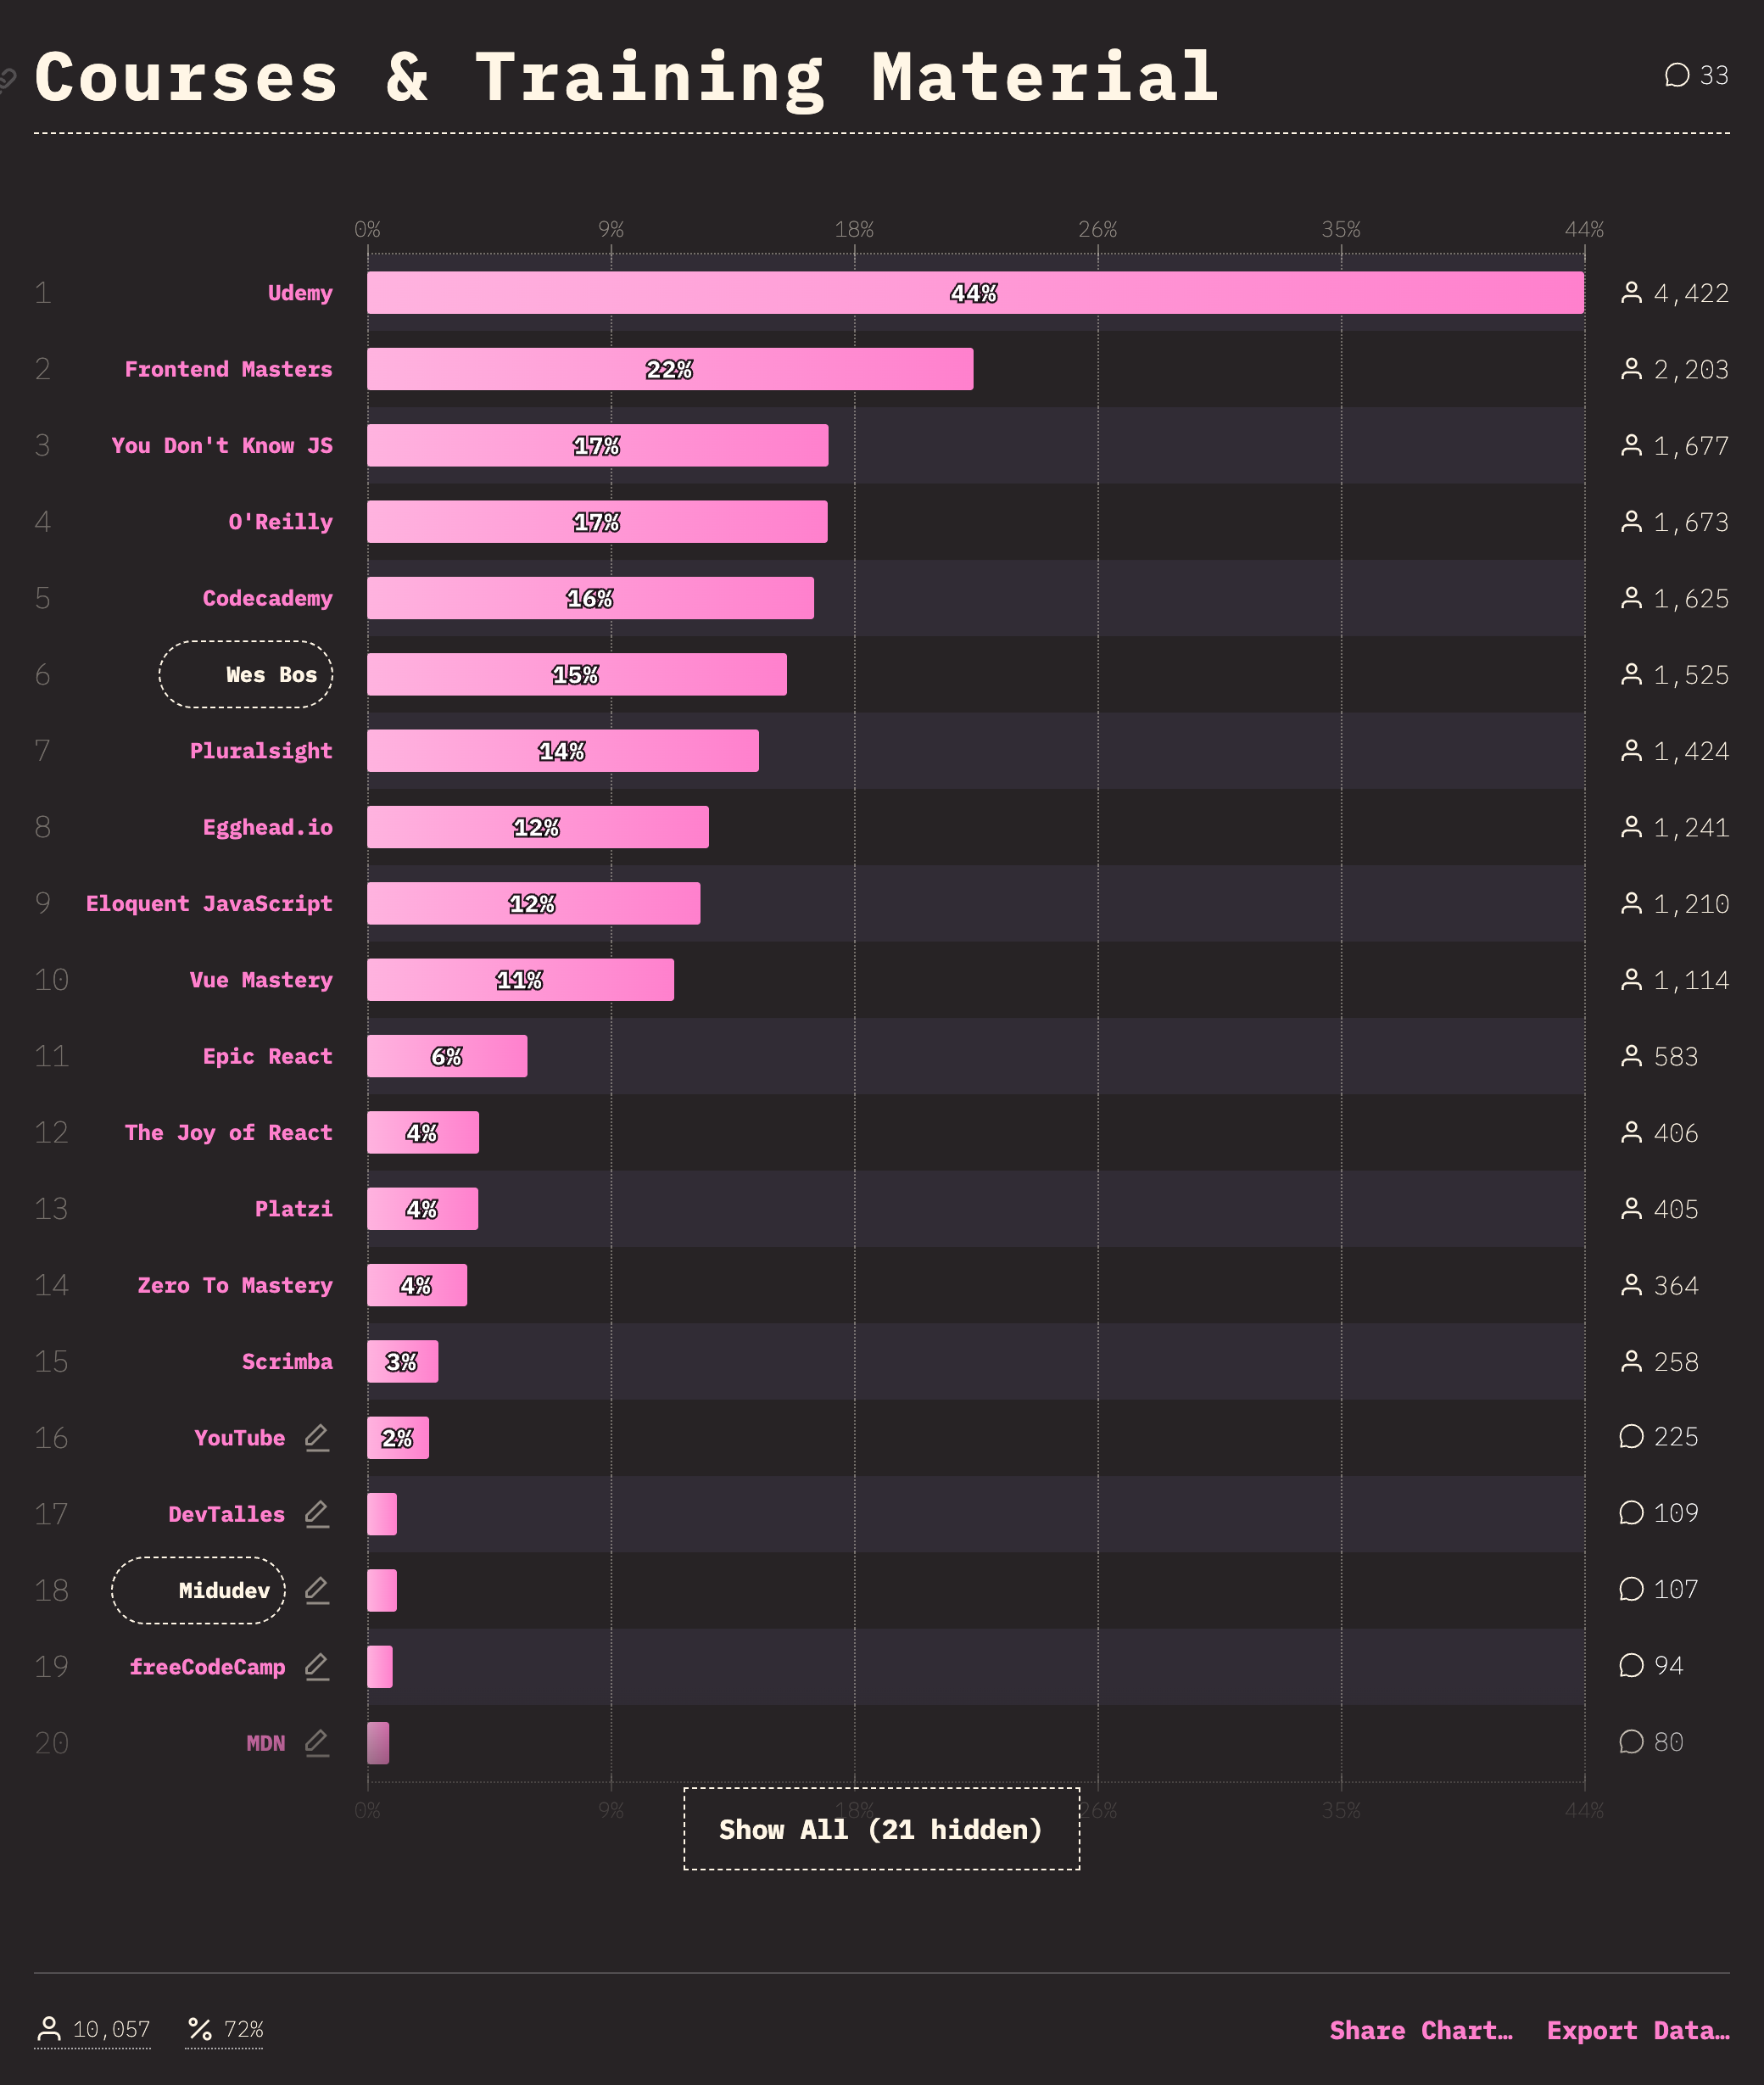 Courses & Training Material
33
0% 9% 18% 26% 35% 44%
1 Udemy 44% 4,422
2 Frontend Masters 22% 2,203
3 You Don't Know JS 17% 1,677
4 O'Reilly 17% 1,673
5 Codecademy 16% 1,625
6 Wes Bos 15% 1,525
7 Pluralsight 14% 1,424
8 Egghead.io 12% 1,241
9 Eloquent JavaScript 12% 1,210
10 Vue Mastery 11% 1,114
11 Epic React 6% 583
12 The Joy of React 4% 406
13 Platzi 4% 405
14 Zero To Mastery 4% 364
15 Scrimba 3% 258
16 YouTube 2% 225
17 DevTalles 109
18 Midudev 107
19 freeCodeCamp 94
20 MDN 80
0% 9% 18% 26% 35% 44%
Show All (21 hidden)
10,057 % 72% Share Chart… Export Data…